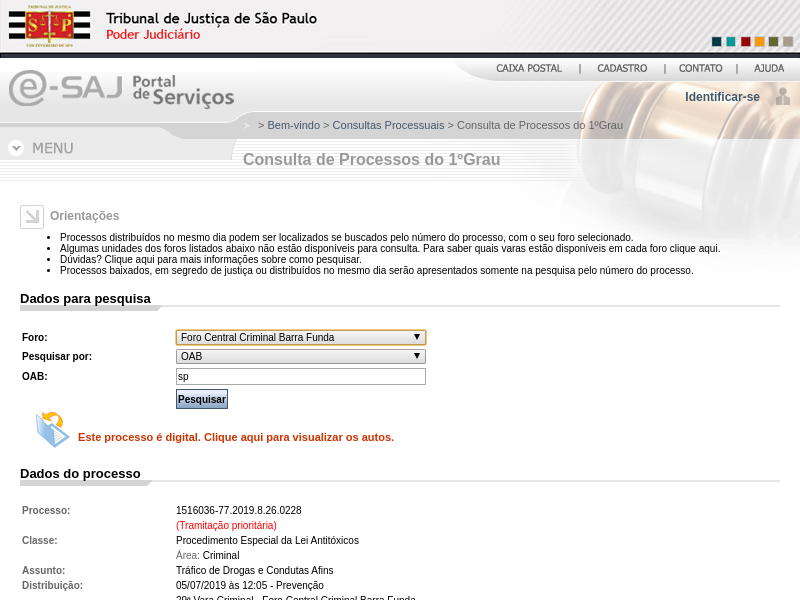 Tribunal de Justiça de São Paulo
Poder Judiciário
CAIXA POSTAL | CADASTRO | CONTATO | AJUDA
e-SAJ Portal de Serviços
Identificar-se
> Bem-vindo > Consultas Processuais > Consulta de Processos do 1ºGrau
MENU
Consulta de Processos do 1ºGrau
Orientações
• Processos distribuídos no mesmo dia podem ser localizados se buscados pelo número do processo, com o seu foro selecionado.
• Algumas unidades dos foros listados abaixo não estão disponíveis para consulta. Para saber quais varas estão disponíveis em cada foro clique aqui.
• Dúvidas? Clique aqui para mais informações sobre como pesquisar.
• Processos baixados, em segredo de justiça ou distribuídos no mesmo dia serão apresentados somente na pesquisa pelo número do processo.
Dados para pesquisa
Foro: Foro Central Criminal Barra Funda
Pesquisar por: OAB
OAB: sp
Pesquisar
Este processo é digital. Clique aqui para visualizar os autos.
Dados do processo
Processo: 1516036-77.2019.8.26.0228
(Tramitação prioritária)
Classe: Procedimento Especial da Lei Antitóxicos
Área: Criminal
Assunto: Tráfico de Drogas e Condutas Afins
Distribuição: 05/07/2019 às 12:05 - Prevenção
29ª Vara Criminal - Foro Central Criminal Barra Funda